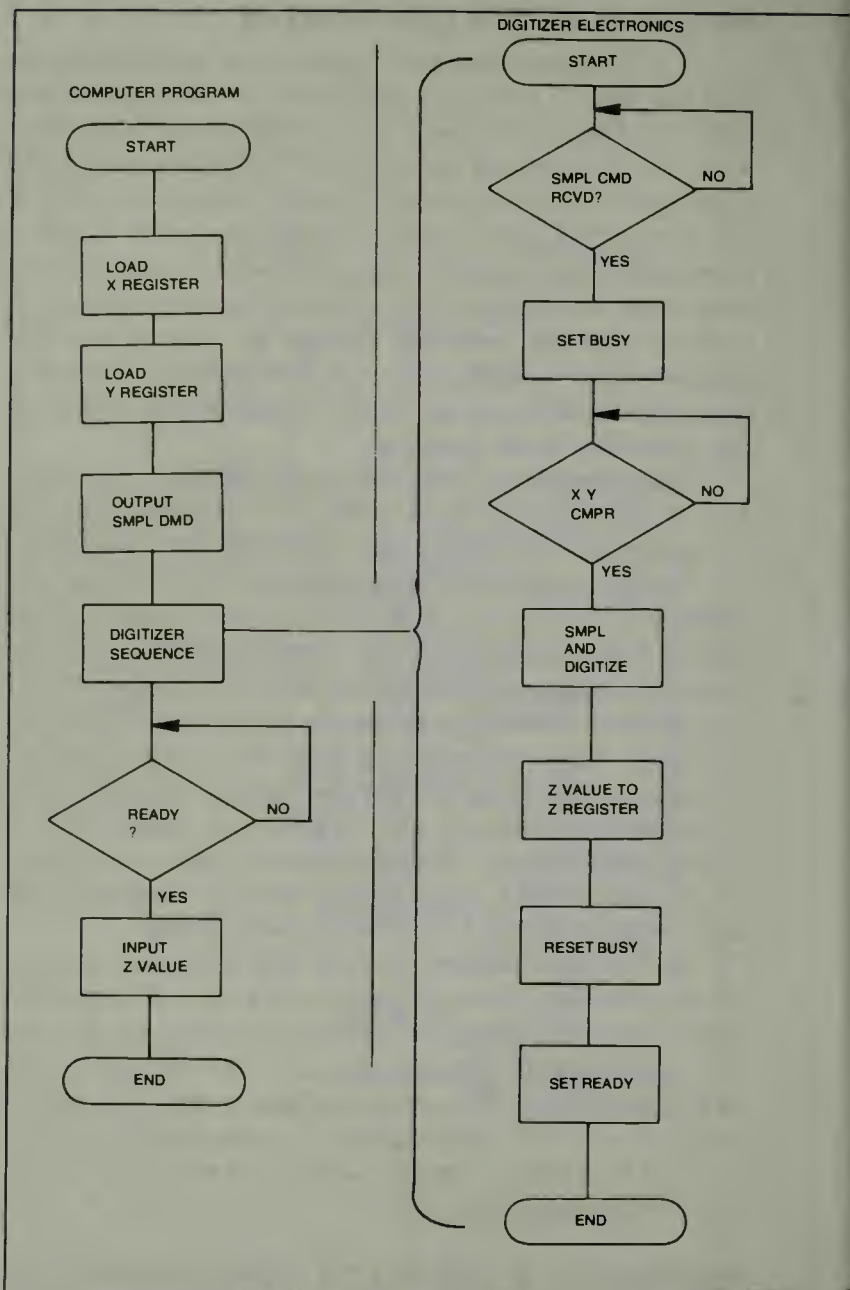 COMPUTER PROGRAM
START
LOAD
X REGISTER
LOAD
Y REGISTER
OUTPUT
SMPL DMD
DIGITIZER
SEQUENCE
READY
?
NO
YES
INPUT
Z VALUE
END
DIGITIZER ELECTRONICS
START
SMPL CMD
RCVD?
NO
YES
SET BUSY
X Y
CMPR
NO
YES
SMPL
AND
DIGITIZE
Z VALUE TO
Z REGISTER
RESET BUSY
SET READY
END